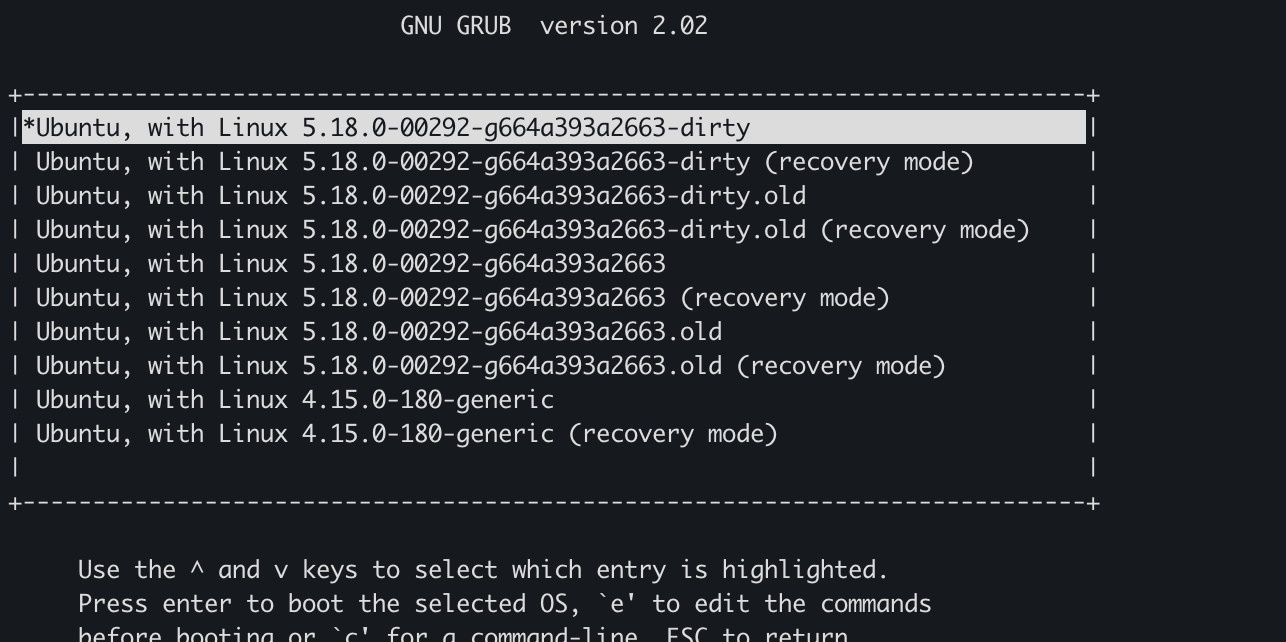 GNU GRUB  version 2.02
+----------------------------------------------------------------------------+
|*Ubuntu, with Linux 5.18.0-00292-g664a393a2663-dirty                        |
| Ubuntu, with Linux 5.18.0-00292-g664a393a2663-dirty (recovery mode)        |
| Ubuntu, with Linux 5.18.0-00292-g664a393a2663-dirty.old                    |
| Ubuntu, with Linux 5.18.0-00292-g664a393a2663-dirty.old (recovery mode)    |
| Ubuntu, with Linux 5.18.0-00292-g664a393a2663                              |
| Ubuntu, with Linux 5.18.0-00292-g664a393a2663 (recovery mode)              |
| Ubuntu, with Linux 5.18.0-00292-g664a393a2663.old                          |
| Ubuntu, with Linux 5.18.0-00292-g664a393a2663.old (recovery mode)          |
| Ubuntu, with Linux 4.15.0-180-generic                                      |
| Ubuntu, with Linux 4.15.0-180-generic (recovery mode)                      |
|                                                                            |
+----------------------------------------------------------------------------+
Use the ^ and v keys to select which entry is highlighted.
Press enter to boot the selected OS, `e' to edit the commands
before booting or `c' for a command-line. ESC to return